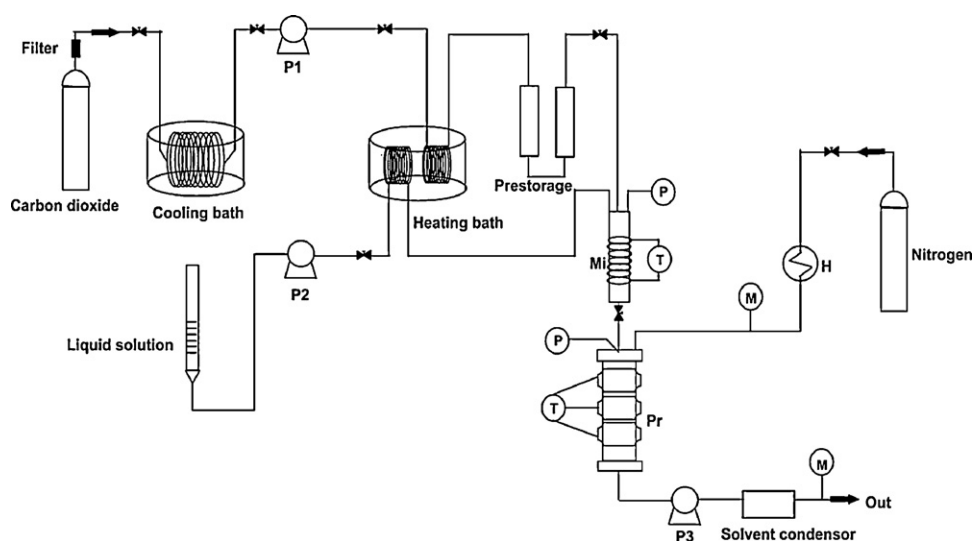 Filter
P1
Carbon dioxide
Cooling bath
Heating bath
Prestorage
P
Mi
T
H
Nitrogen
P2
M
Liquid solution
P
T
Pr
M
Out
P3
Solvent condensor